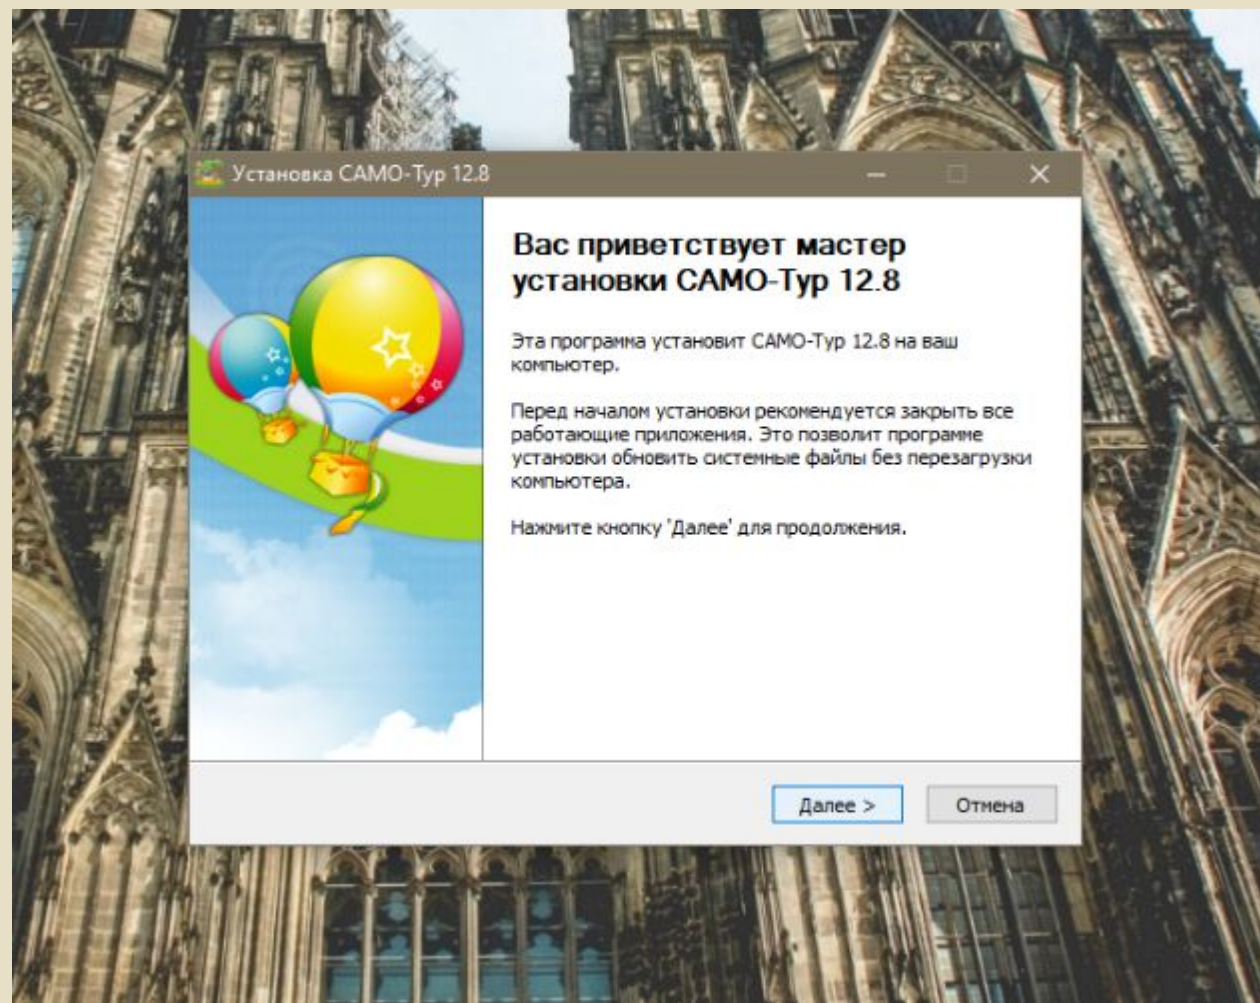 Установка САМО-Тур 12.8
Вас приветствует мастер
установки САМО-Тур 12.8
Эта программа установит САМО-Тур 12.8 на ваш
компьютер.
Перед началом установки рекомендуется закрыть все
работающие приложения. Это позволит программе
установки обновить системные файлы без перезагрузки
компьютера.
Нажмите кнопку 'Далее' для продолжения.
Далее >
Отмена